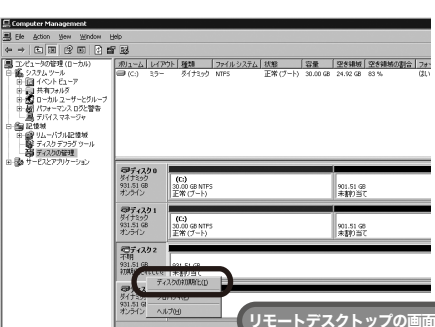 Computer Management
File Action View Window Help
コンピュータの管理 (ローカル)
システム ツール
イベント ビューア
共有フォルダ
ローカル ユーザーとグループ
パフォーマンス ログと警告
デバイス マネージャ
記憶域
リムーバブル記憶域
ディスク デフラグ ツール
ディスクの管理
サービスとアプリケーション
ボリューム レイアウト 種類 ファイル システム 状態 容量 空き領域 空き領域の割合
(C:) ミラー ダイナミック NTFS 正常 (ブート) 30.00 GB 24.92 GB 83 %
ディスク 0
ダイナミック
931.51 GB
オンライン
(C:)
30.00 GB NTFS
正常 (ブート)
901.51 GB
未割り当て
ディスク 1
ダイナミック
931.51 GB
オンライン
(C:)
30.00 GB NTFS
正常 (ブート)
901.51 GB
未割り当て
ディスク 2
不明
931.51 GB
931.51 GB
未割り当て
ディスクの初期化(I)
ヘルプ(H)
931.51 GB
オンライン
リモートデスクトップの画面